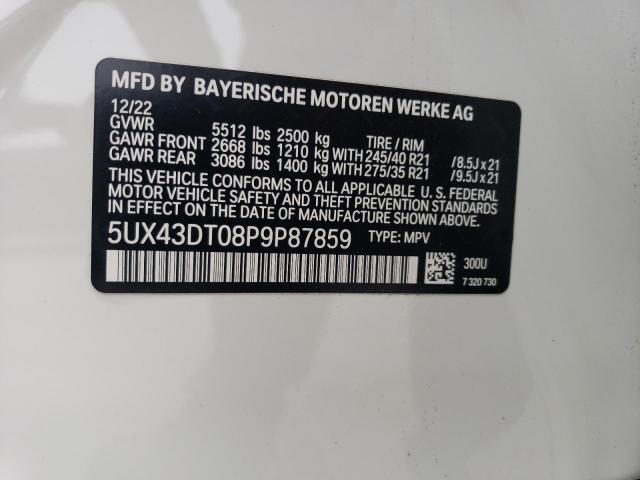 MFD BY BAYERISCHE MOTOREN WERKE AG
12/22
GVWR 5512 lbs 2500 kg TIRE / RIM
GAWR FRONT 2668 lbs 1210 kg WITH 245/40 R21 /8.5J x 21
GAWR REAR 3086 lbs 1400 kg WITH 275/35 R21 /9.5J x 21
THIS VEHICLE CONFORMS TO ALL APPLICABLE U. S. FEDERAL
MOTOR VEHICLE SAFETY AND THEFT PREVENTION STANDARDS
IN EFFECT ON THE DATE OF MANUFACTURE SHOWN ABOVE.
5UX43DT08P9P87859 TYPE: MPV
300U
7 320 730